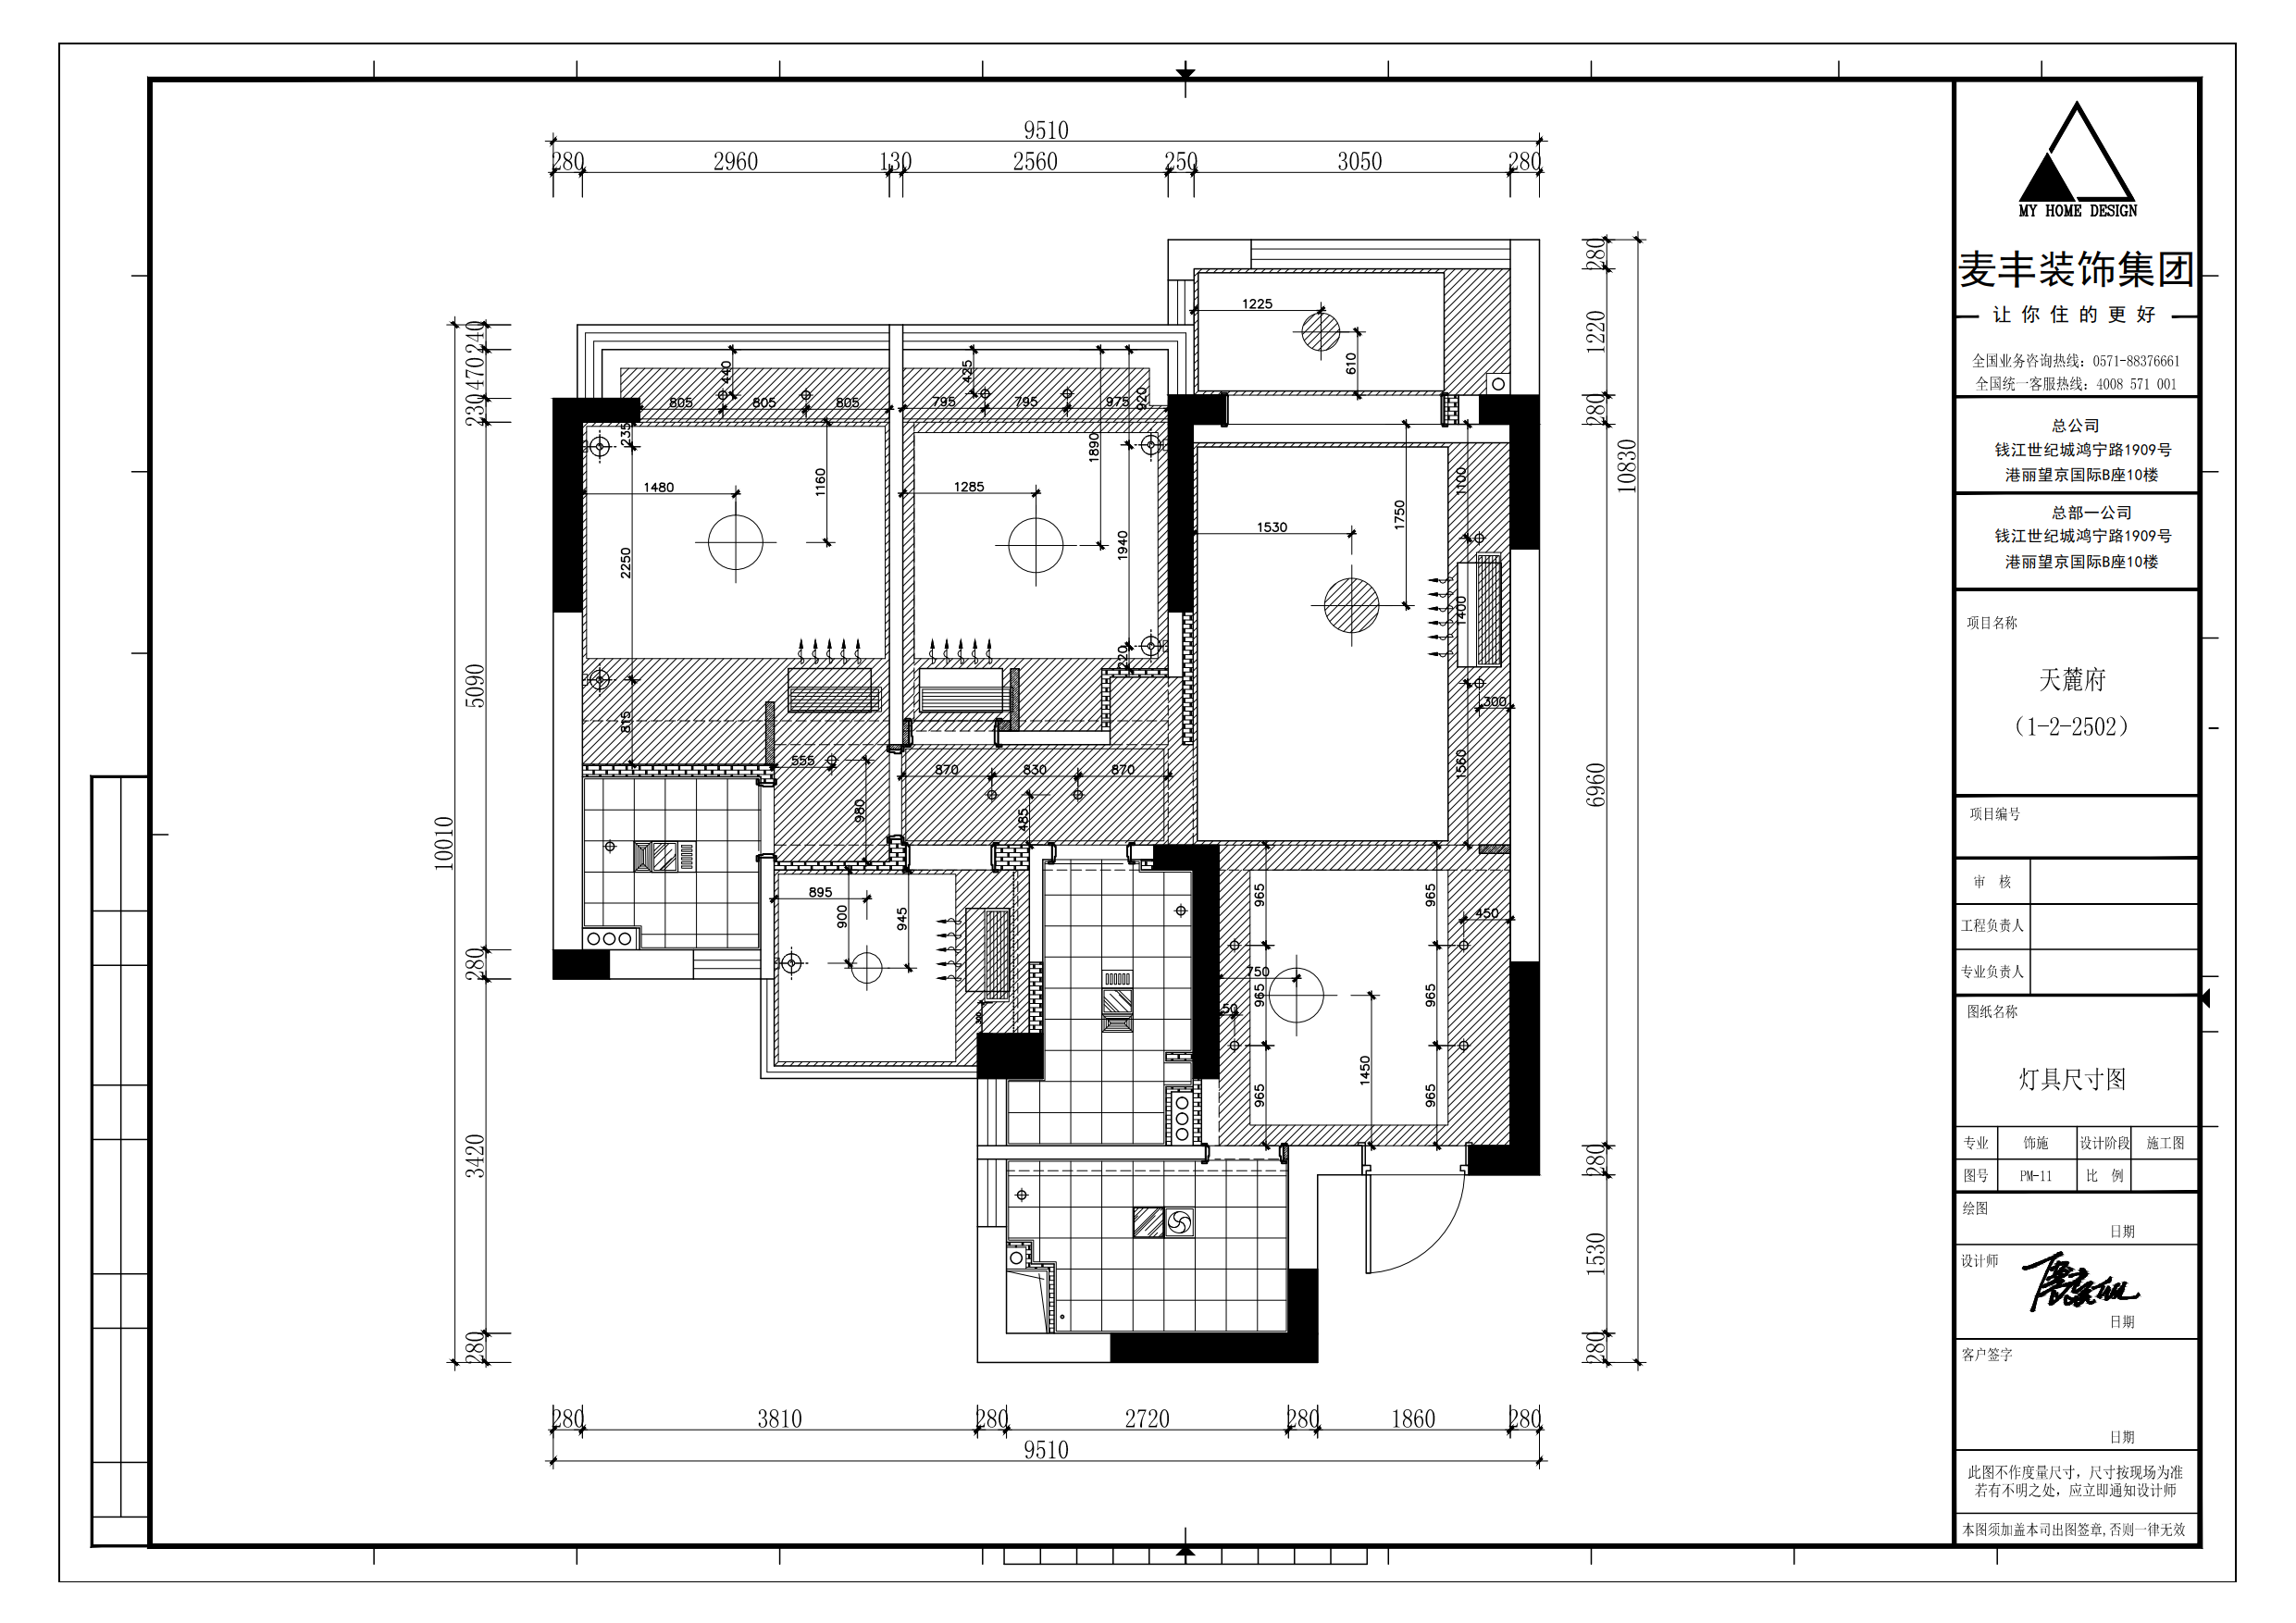 9510
280 2960 130 2560 250 3050 280
280
1220
280
10830
6960
280
1530
280
240
470
230
5090
10010
280
3420
280
1225
610
440
425
920
805 805 805 795 795 975
235
1890
1480
1160
1285
1940
2250
1530
1750
1100
1400
220
300
815
555
870 830 870
1560
980
485
895
900
945
965
965
450
750
965
965
1450
965
965
280 3810 280 2720 280 1860 280
9510
MY HOME DESIGN
麦丰装饰集团
让你住的更好
全国业务咨询热线：0571-88376661
全国统一客服热线：4008 571 001
总公司
钱江世纪城鸿宁路1909号
港丽望京国际B座10楼
总部一公司
钱江世纪城鸿宁路1909号
港丽望京国际B座10楼
项目名称
天麓府
（1-2-2502）
项目编号
审 核
工程负责人
专业负责人
图纸名称
灯具尺寸图
专业 饰施 设计阶段 施工图
图号 PM-11 比 例
绘图
日期
设计师
日期
客户签字
日期
此图不作度量尺寸，尺寸按现场为准
若有不明之处，应立即通知设计师
本图须加盖本司出图签章,否则一律无效